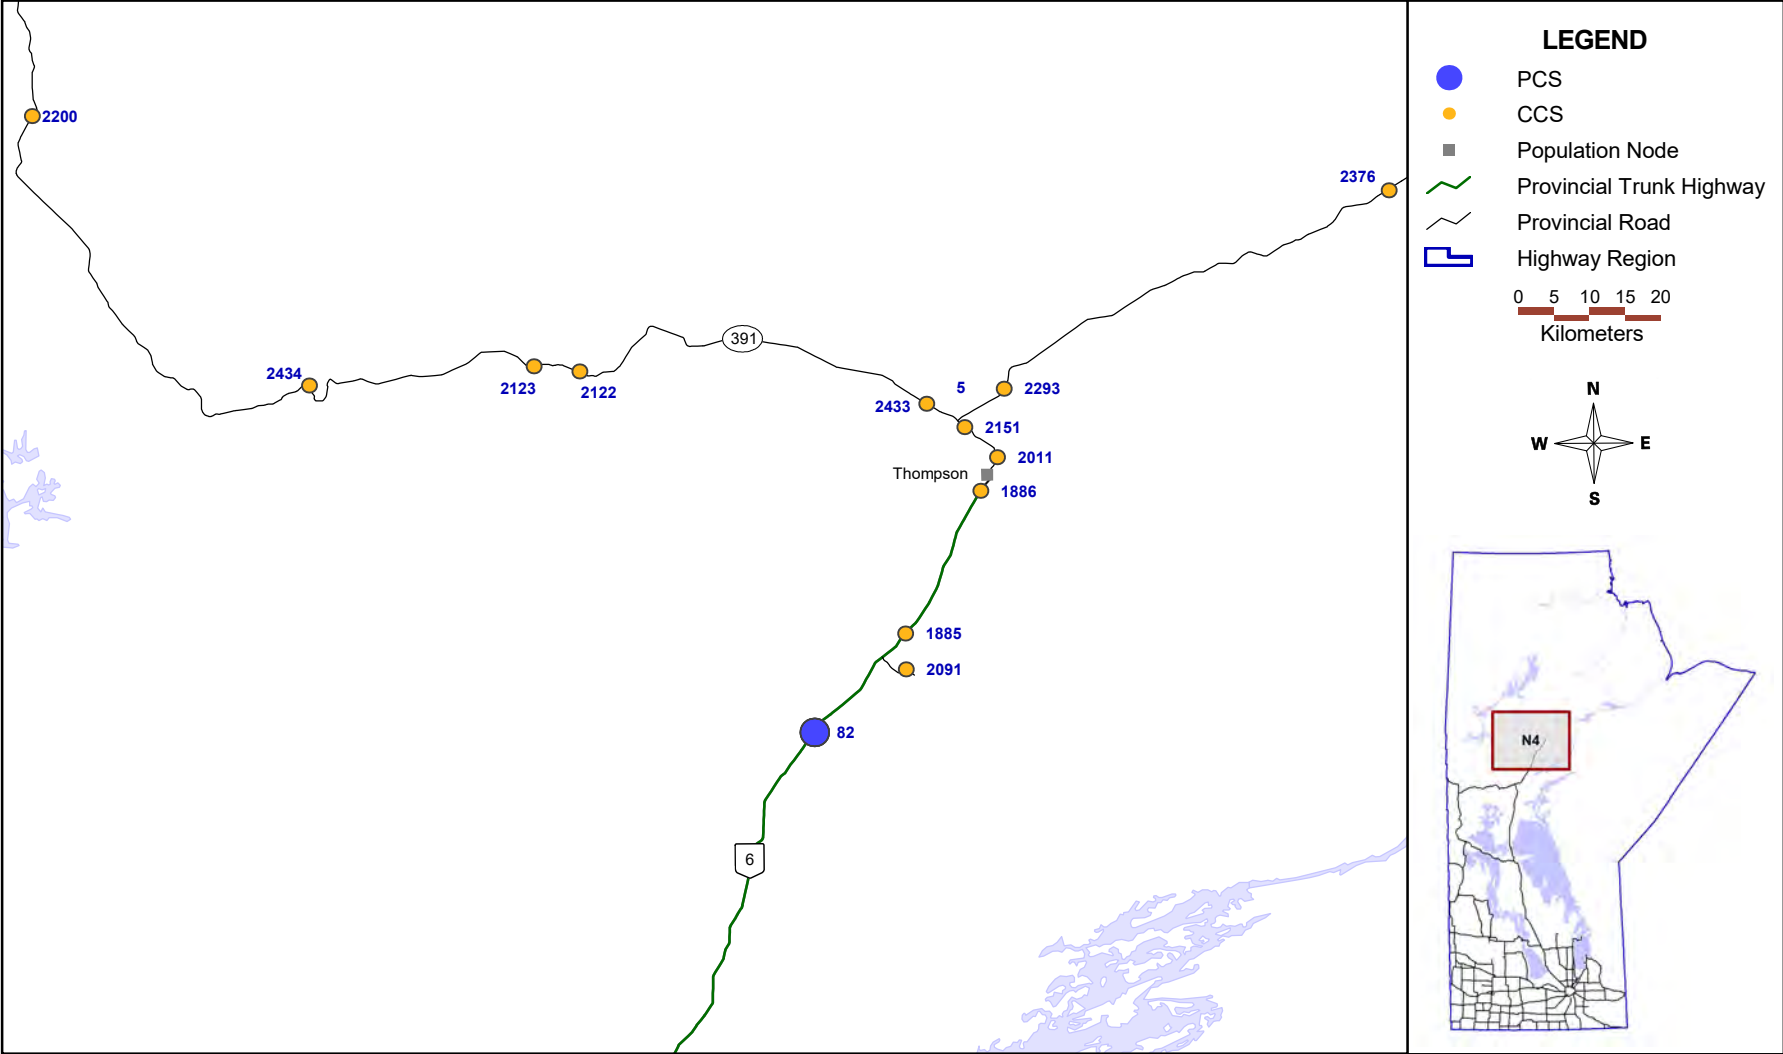 2200
2376
391
2434
2123
2122
5
2293
2433
2151
2011
Thompson
1886
1885
2091
82
6
LEGEND
PCS
CCS
Population Node
Provincial Trunk Highway
Provincial Road
Highway Region
0 5 10 15 20
Kilometers
N
W E
S
N4